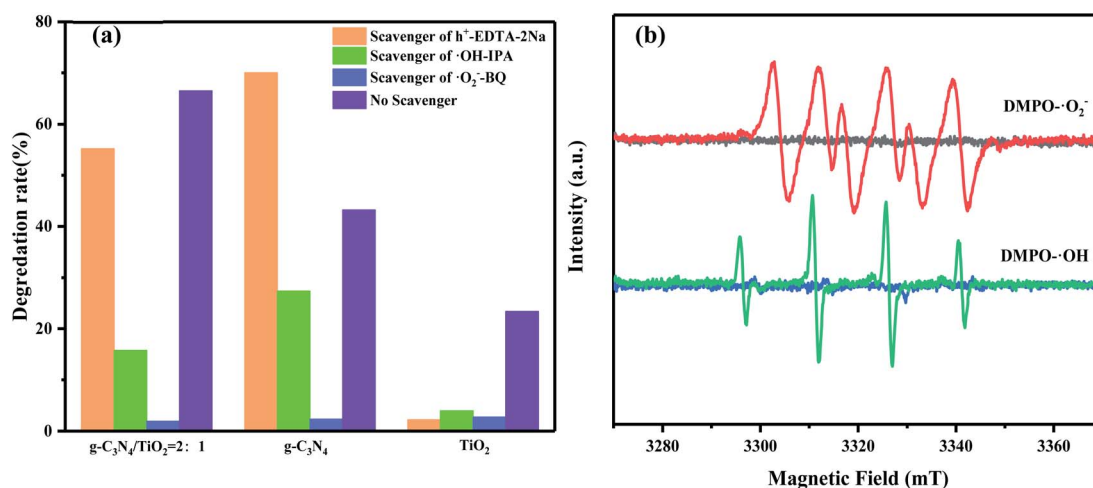 (a)
Scavenger of h⁺-EDTA-2Na
Scavenger of ·OH-IPA
Scavenger of ·O₂⁻-BQ
No Scavenger
Degredation rate(%)
80
60
40
20
0
g-C₃N₄/TiO₂=2: 1
g-C₃N₄
TiO₂
(b)
DMPO-·O₂⁻
DMPO-·OH
Intensity (a.u.)
3280 3300 3320 3340 3360
Magnetic Field (mT)